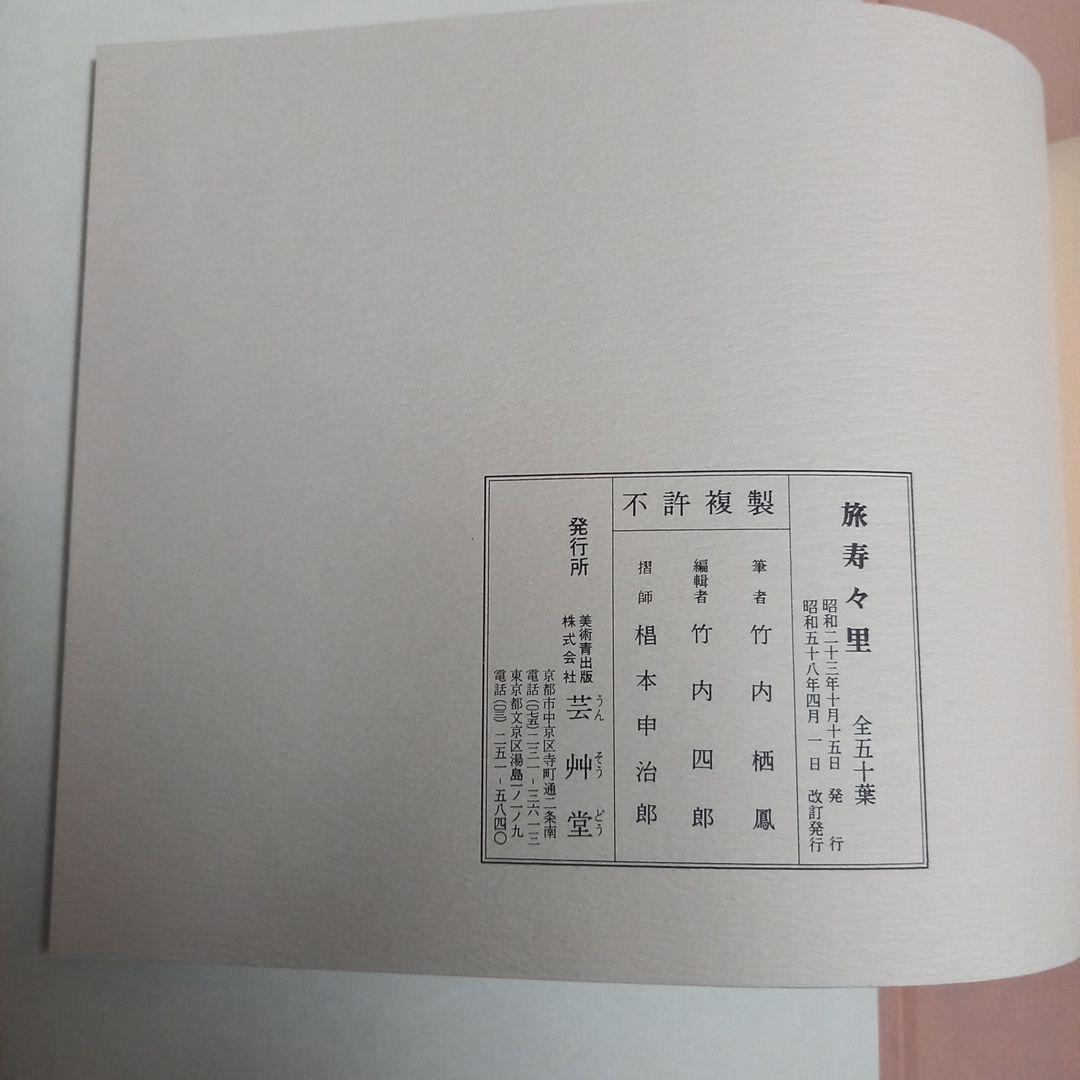 旅寿々里 全五十葉
昭和二十三年十月十五日 発行
昭和五十八年四月一日 改訂発行
不許複製
筆者 竹内栖鳳
編輯者 竹内四郎
摺師 椙本申治郎
発行所
美術書出版
株式会社
芸艸堂
うんそうどう
京都市中京区寺町通二条南
電話(〇七五)二三一-三六一三
東京都文京区湯島一ノ一ノ九
電話(〇三)二五一-五八四〇